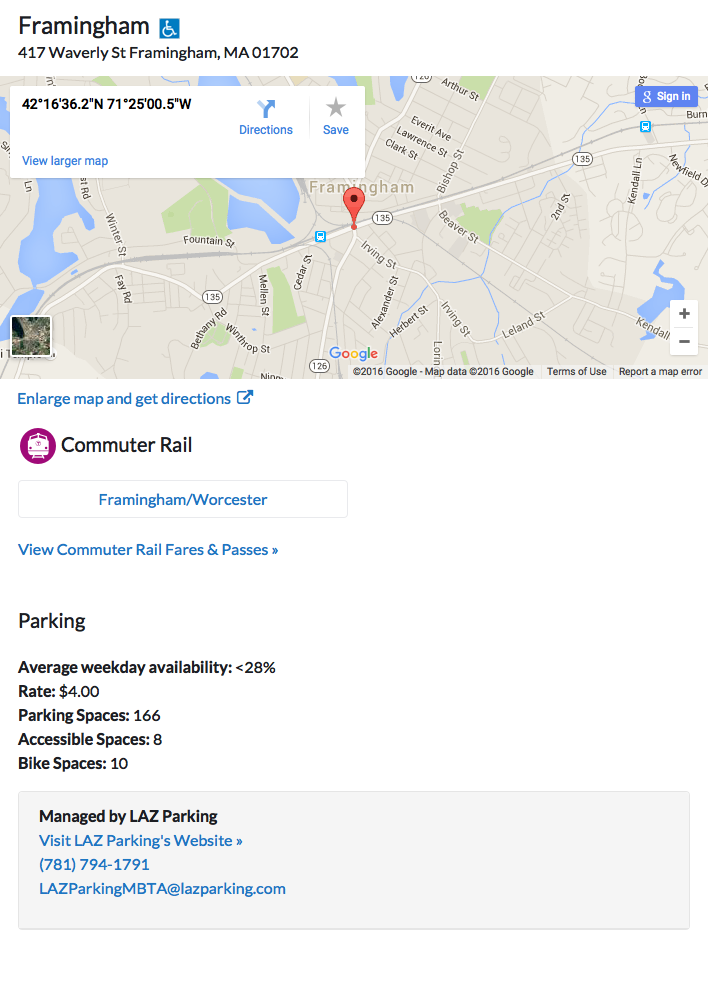 Framingham
417 Waverly St Framingham, MA 01702
42°16'36.2"N 71°25'00.5"W
Directions
Save
View larger map
g Sign in
Arthur St
Everit Ave
Lawrence St
Clark St
Bishop St
135
Kendall Ln
Newfield D
Burn
Ln
Framingham
135
Winter St
Fountain St
Beaver St
2nd St
Irving St
Fay Rd
Mellen St
Cedar St
135
Alexander St
Bethany Rd
Winthrop St
Herbert St
Irving St
Leland St
Kendall
126
Google
©2016 Google - Map data ©2016 Google
Terms of Use
Report a map error
Enlarge map and get directions
Commuter Rail
Framingham/Worcester
View Commuter Rail Fares & Passes »
Parking
Average weekday availability: <28%
Rate: $4.00
Parking Spaces: 166
Accessible Spaces: 8
Bike Spaces: 10
Managed by LAZ Parking
Visit LAZ Parking's Website »
(781) 794-1791
LAZParkingMBTA@lazparking.com